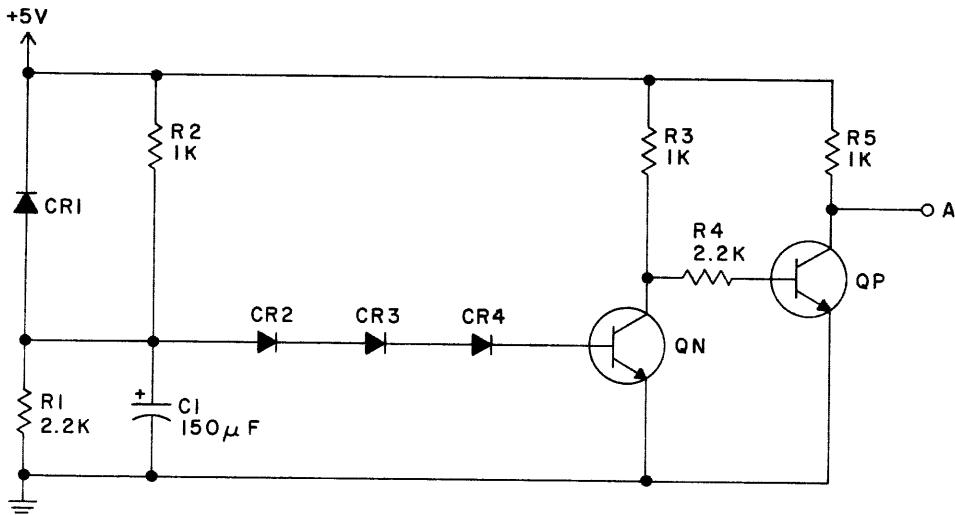 +5V
R2
1K
R3
1K
R5
1K
CR1
A
R4
2.2K
QP
CR2
CR3
CR4
QN
R1
2.2K
+
C1
150μF